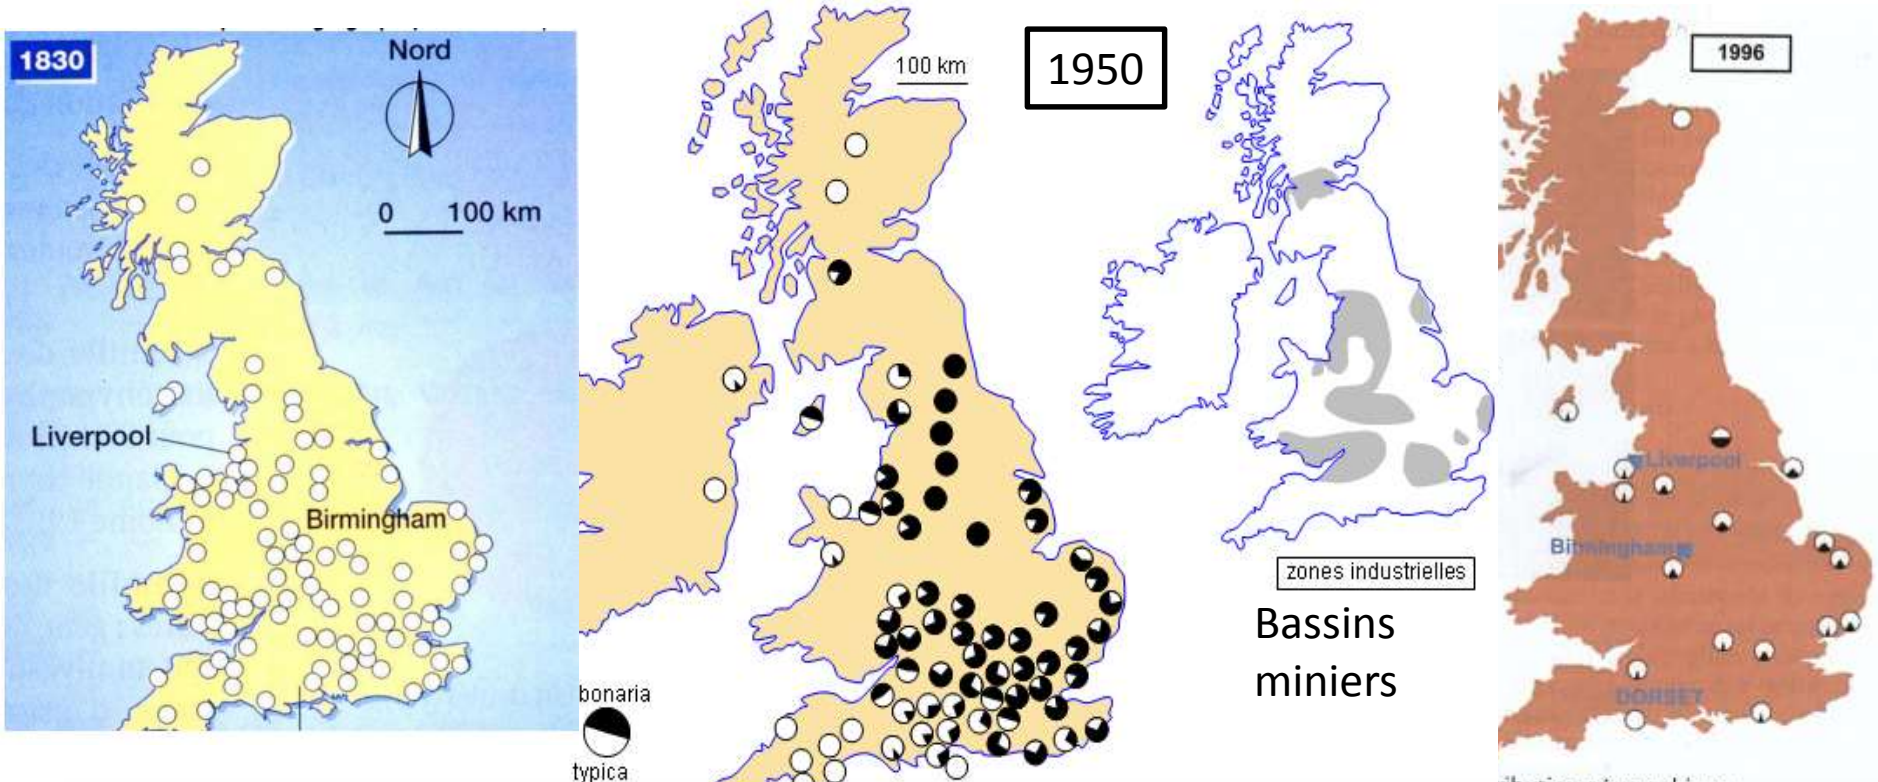 1830
Nord
0 100 km
Liverpool
Birmingham
100 km
1950
bonaria
typica
zones industrielles
Bassins
miniers
1996
Liverpool
Birmingham
DORSET